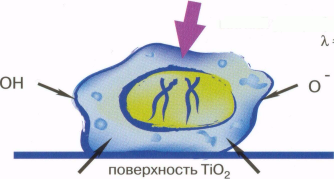 λ =
OH
O⁻
поверхность TiO₂